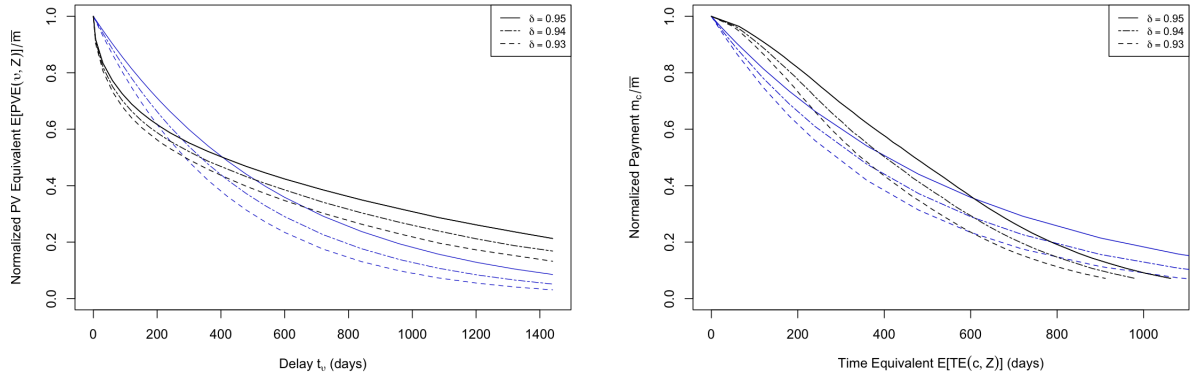 Normalized PV Equivalent E[PVE(υ, Z)]/m̅
1.0
0.8
0.6
0.4
0.2
0.0
δ = 0.95
δ = 0.94
δ = 0.93
0 200 400 600 800 1000 1200 1400
Delay tᵥ (days)
Normalized Payment m_c/m̅
1.0
0.8
0.6
0.4
0.2
0.0
δ = 0.95
δ = 0.94
δ = 0.93
0 200 400 600 800 1000
Time Equivalent E[TE(c, Z)] (days)